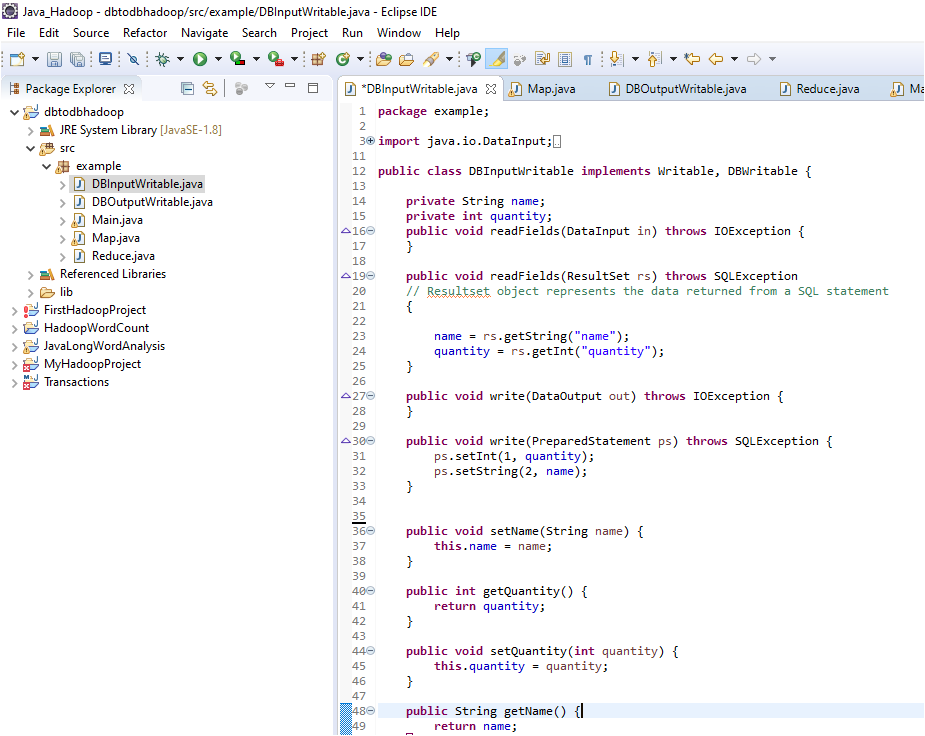 Java_Hadoop - dbtodbhadoop/src/example/DBInputWritable.java - Eclipse IDE
File Edit Source Refactor Navigate Search Project Run Window Help
Package Explorer
dbtodbhadoop
JRE System Library [JavaSE-1.8]
src
example
DBInputWritable.java
DBOutputWritable.java
Main.java
Map.java
Reduce.java
Referenced Libraries
lib
FirstHadoopProject
HadoopWordCount
JavaLongWordAnalysis
MyHadoopProject
Transactions
*DBInputWritable.java Map.java DBOutputWritable.java Reduce.java Ma
1 package example;
2
3 import java.io.DataInput;
11
12 public class DBInputWritable implements Writable, DBWritable {
13
14 private String name;
15 private int quantity;
16 public void readFields(DataInput in) throws IOException {
17 }
18
19 public void readFields(ResultSet rs) throws SQLException
20 // Resultset object represents the data returned from a SQL statement
21 {
22
23 name = rs.getString("name");
24 quantity = rs.getInt("quantity");
25 }
26
27 public void write(DataOutput out) throws IOException {
28 }
29
30 public void write(PreparedStatement ps) throws SQLException {
31 ps.setInt(1, quantity);
32 ps.setString(2, name);
33 }
34
35
36 public void setName(String name) {
37 this.name = name;
38 }
39
40 public int getQuantity() {
41 return quantity;
42 }
43
44 public void setQuantity(int quantity) {
45 this.quantity = quantity;
46 }
47
48 public String getName() {
49 return name;